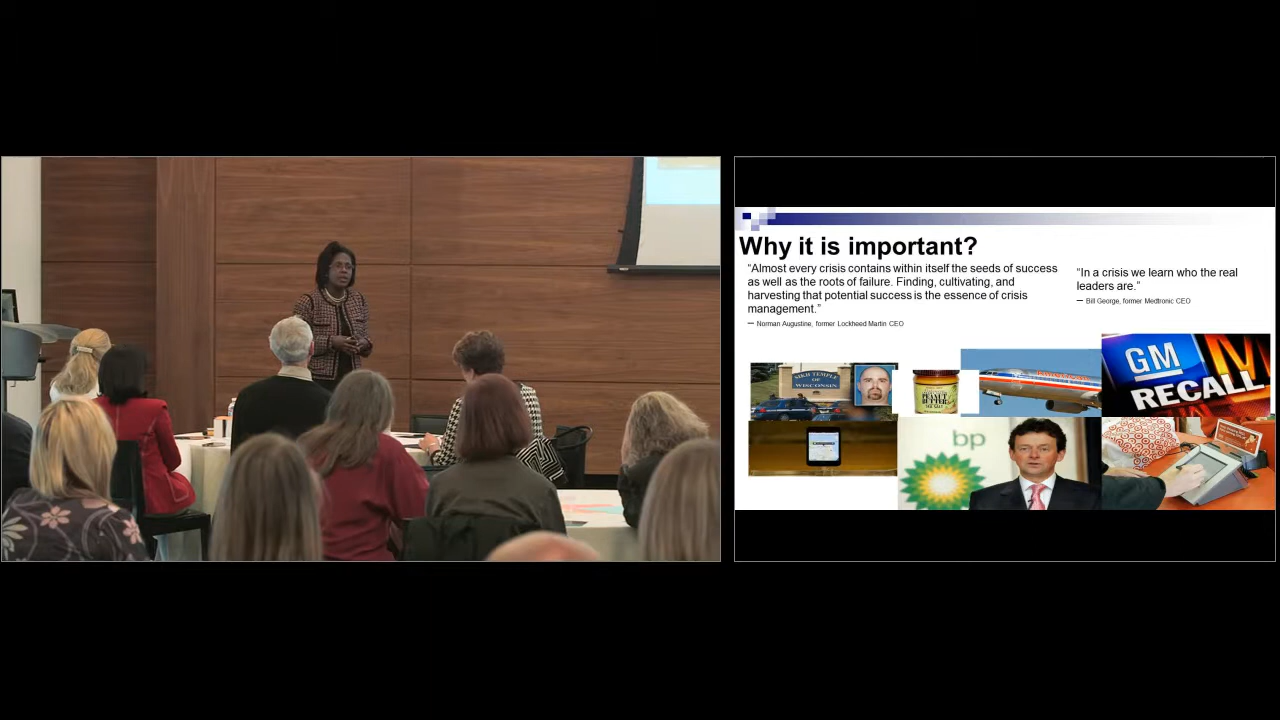 Why it is important?
"Almost every crisis contains within itself the seeds of success
as well as the roots of failure. Finding, cultivating, and
harvesting that potential success is the essence of crisis
management."
— Norman Augustine, former Lockheed Martin CEO
"In a crisis we learn who the real
leaders are."
— Bill George, former Medtronic CEO
SIKH TEMPLE
OF
WISCONSIN
PEANUT
BUTTER
GM
RECALL
bp